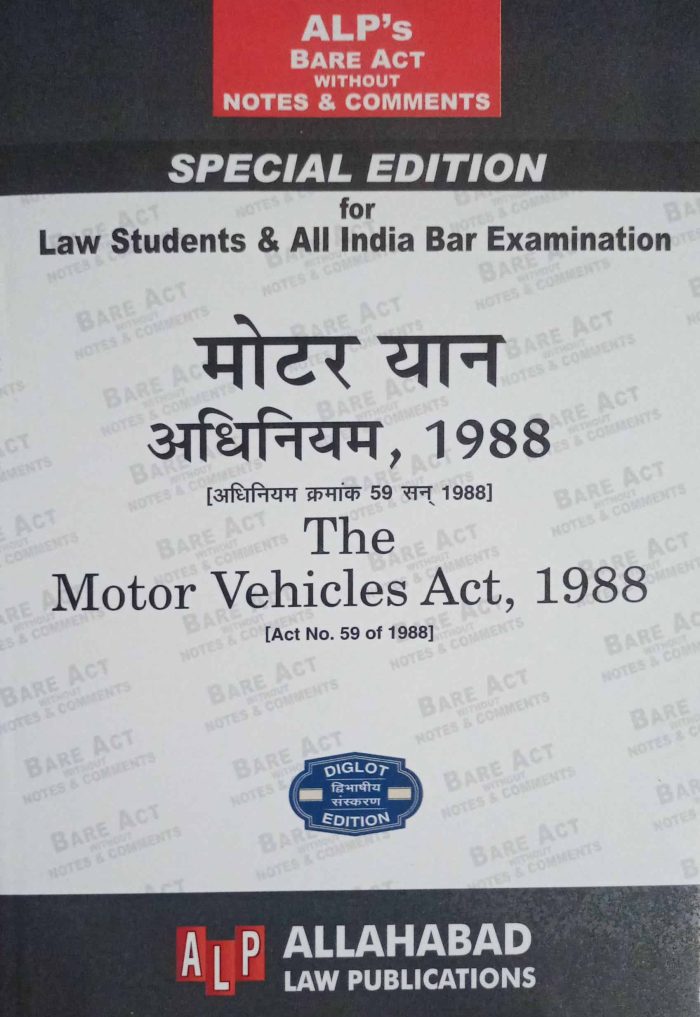 ALP's
BARE ACT
WITHOUT
NOTES & COMMENTS
SPECIAL EDITION
for
Law Students & All India Bar Examination
मोटर यान
अधिनियम, 1988
[अधिनियम क्रमांक 59 सन् 1988]
The
Motor Vehicles Act, 1988
[Act No. 59 of 1988]
DIGLOT
द्विभाषीय
संस्करण
EDITION
ALP
ALLAHABAD
LAW PUBLICATIONS